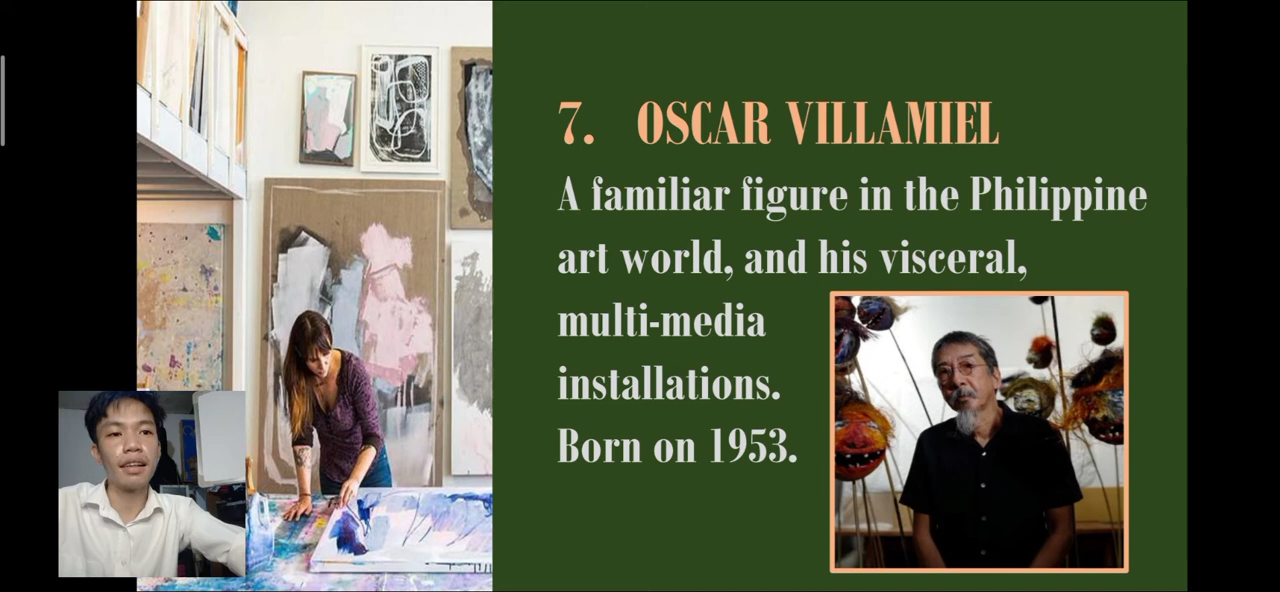 7. OSCAR VILLAMIEL
A familiar figure in the Philippine
art world, and his visceral,
multi-media
installations.
Born on 1953.